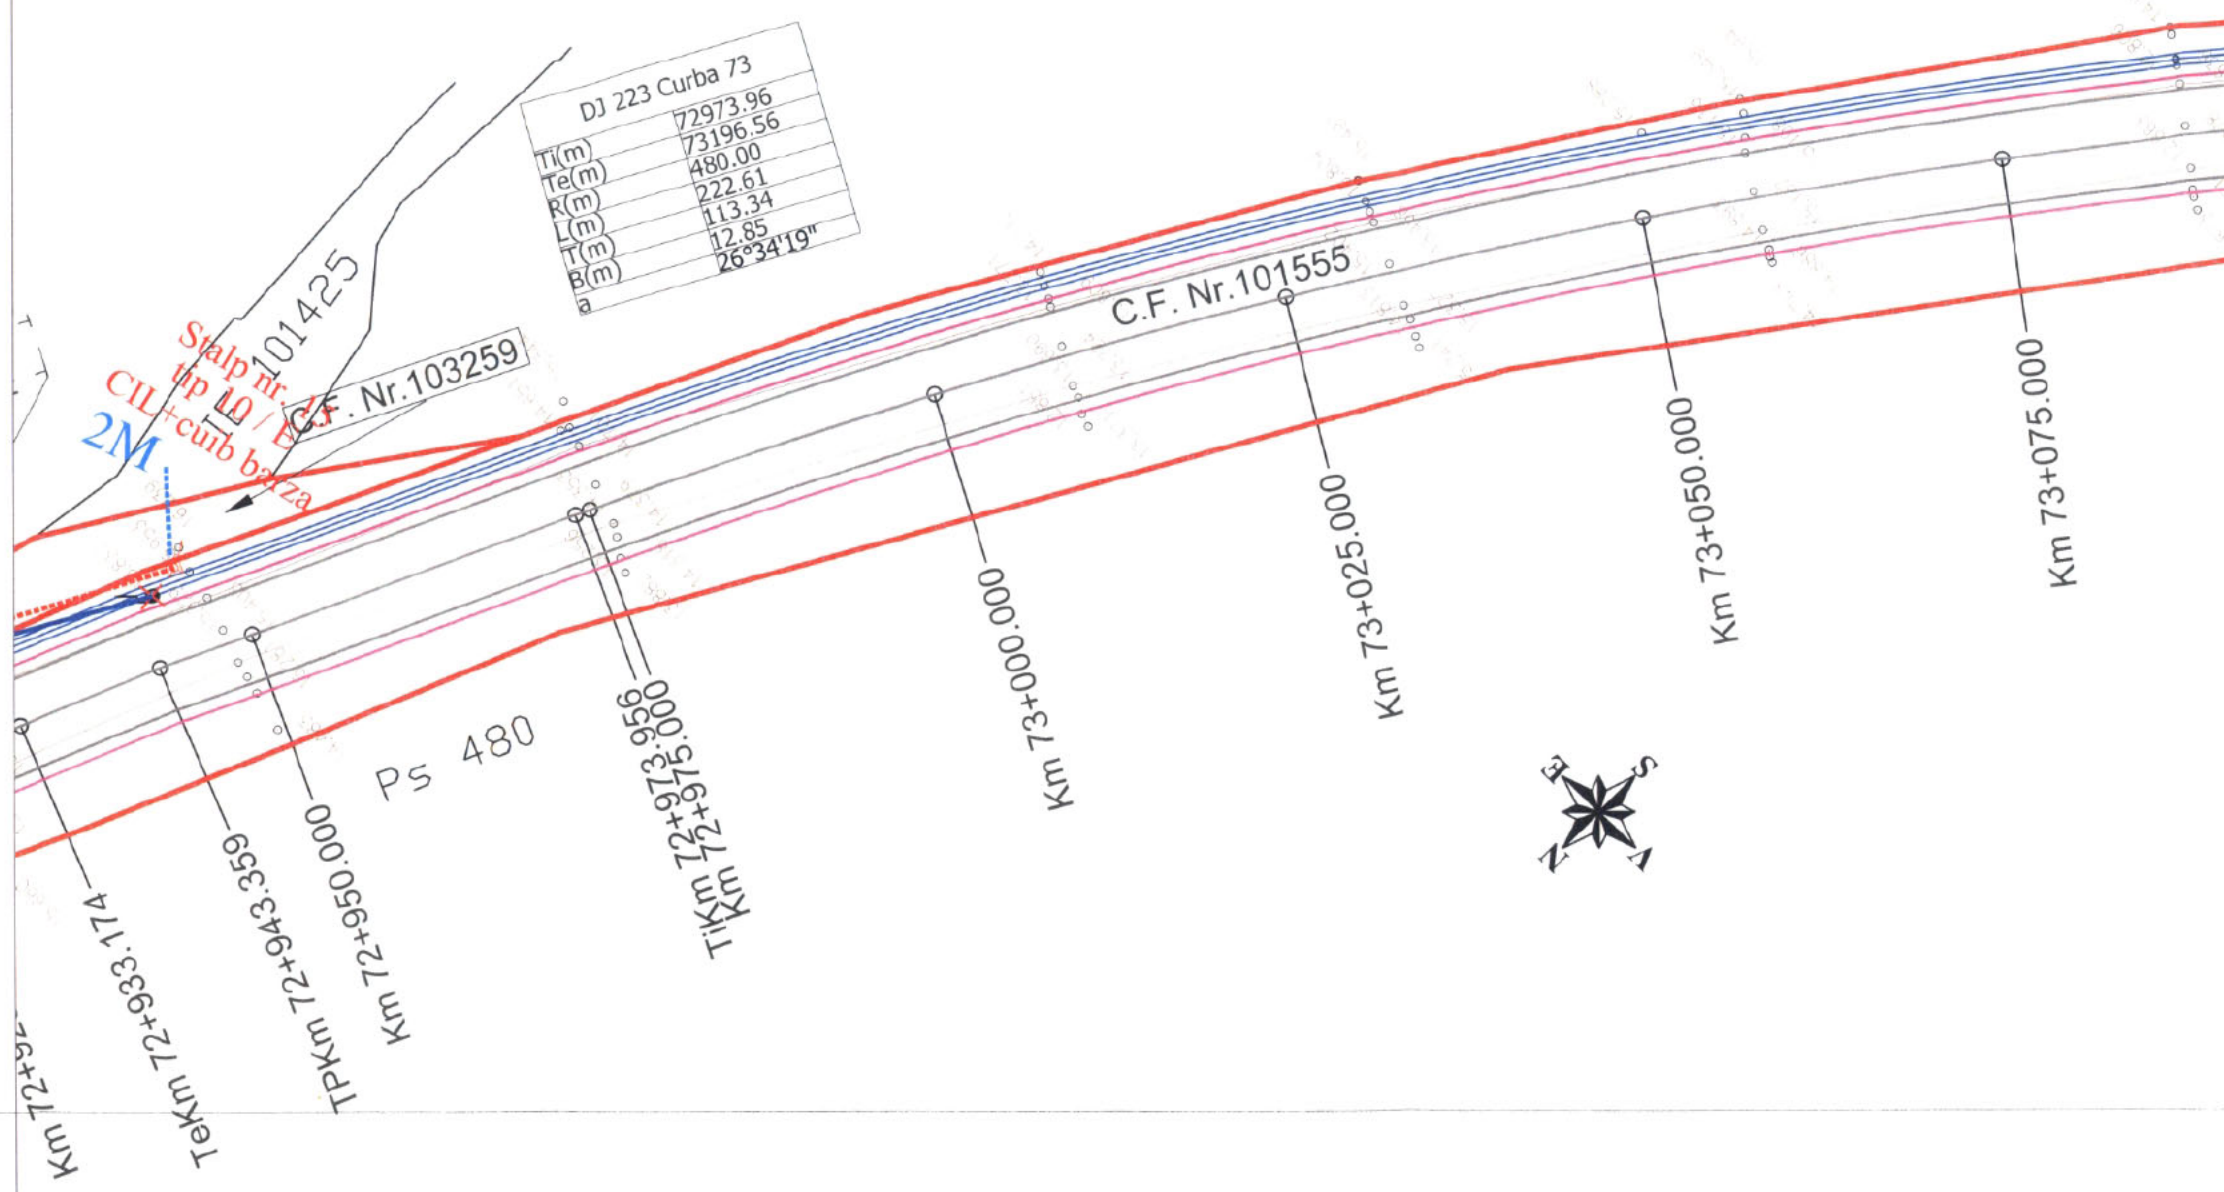 DJ 223 Curba 73
Ti(m) 72973.96
Te(m) 73196.56
R(m) 480.00
L(m) 222.61
T(m) 113.34
B(m) 12.85
a 26°34'19"
IE 101425
Stalp nr. 13
tip 10 /
CIL+cuib barza
2M
C.F. Nr.103259
C.F. Nr.101555
Ps 480
Km 72+92
TeKm 72+933.174
TPKm 72+943.359
Km 72+950.000
TiKm 72+973.956
Km 72+975.000
Km 73+000.000
Km 73+025.000
Km 73+050.000
Km 73+075.000
E S
N V